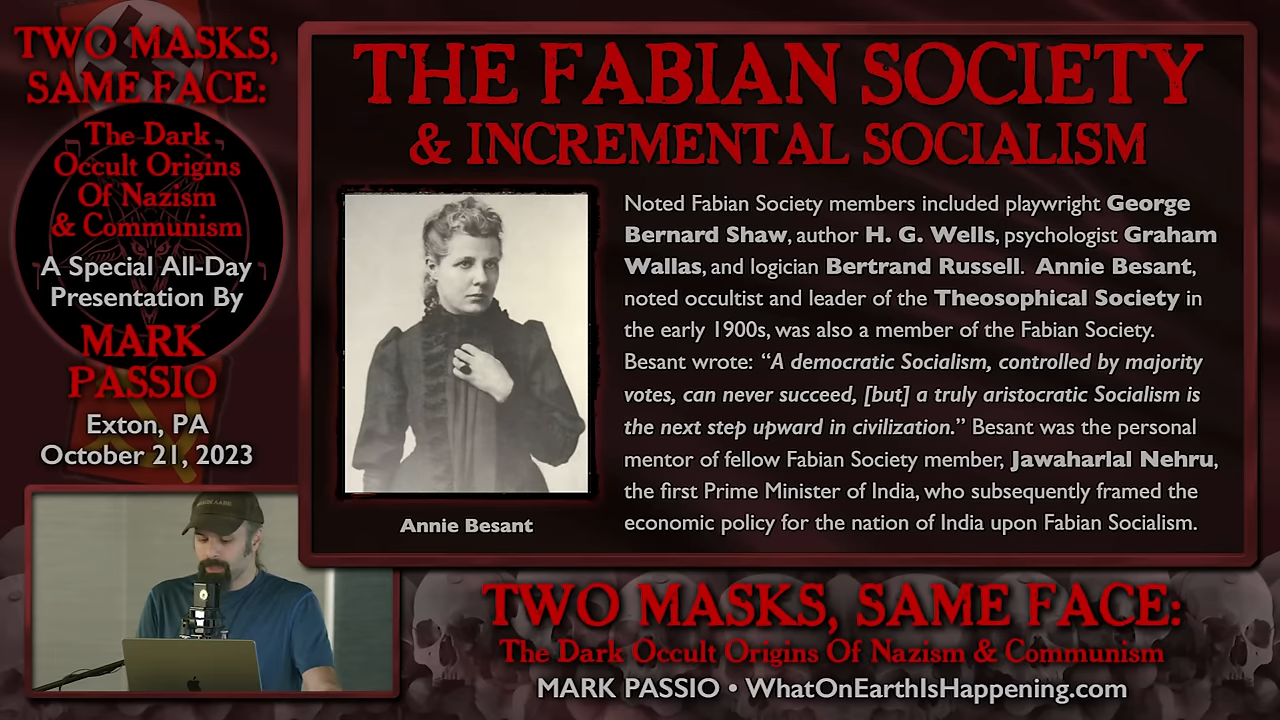 TWO MASKS,
SAME FACE:
The Dark
Occult Origins
Of Nazism
& Communism
A Special All-Day
Presentation By
MARK
PASSIO
Exton, PA
October 21, 2023
THE FABIAN SOCIETY
& INCREMENTAL SOCIALISM
Noted Fabian Society members included playwright George
Bernard Shaw, author H. G. Wells, psychologist Graham
Wallas, and logician Bertrand Russell. Annie Besant,
noted occultist and leader of the Theosophical Society in
the early 1900s, was also a member of the Fabian Society.
Besant wrote: “A democratic Socialism, controlled by majority
votes, can never succeed, [but] a truly aristocratic Socialism is
the next step upward in civilization.” Besant was the personal
mentor of fellow Fabian Society member, Jawaharlal Nehru,
the first Prime Minister of India, who subsequently framed the
economic policy for the nation of India upon Fabian Socialism.
Annie Besant
TWO MASKS, SAME FACE:
The Dark Occult Origins Of Nazism & Communism
MARK PASSIO • WhatOnEarthIsHappening.com